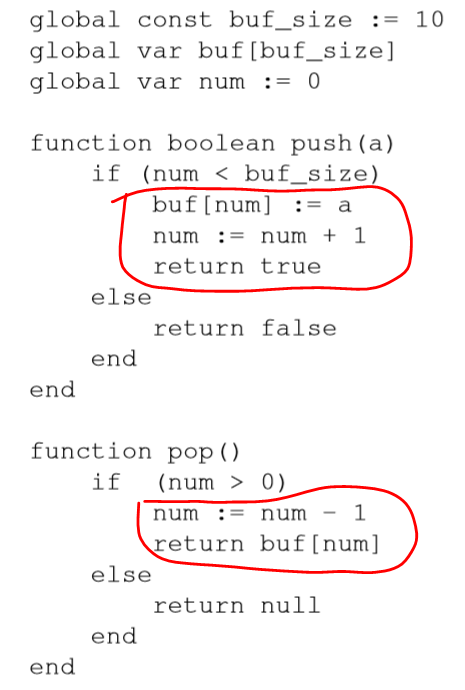 global const buf_size := 10
global var buf[buf_size]
global var num := 0

function boolean push(a)
    if (num < buf_size)
        buf[num] := a
        num := num + 1
        return true
    else
        return false
    end
end

function pop()
    if  (num > 0)
        num := num - 1
        return buf[num]
    else
        return null
    end
end